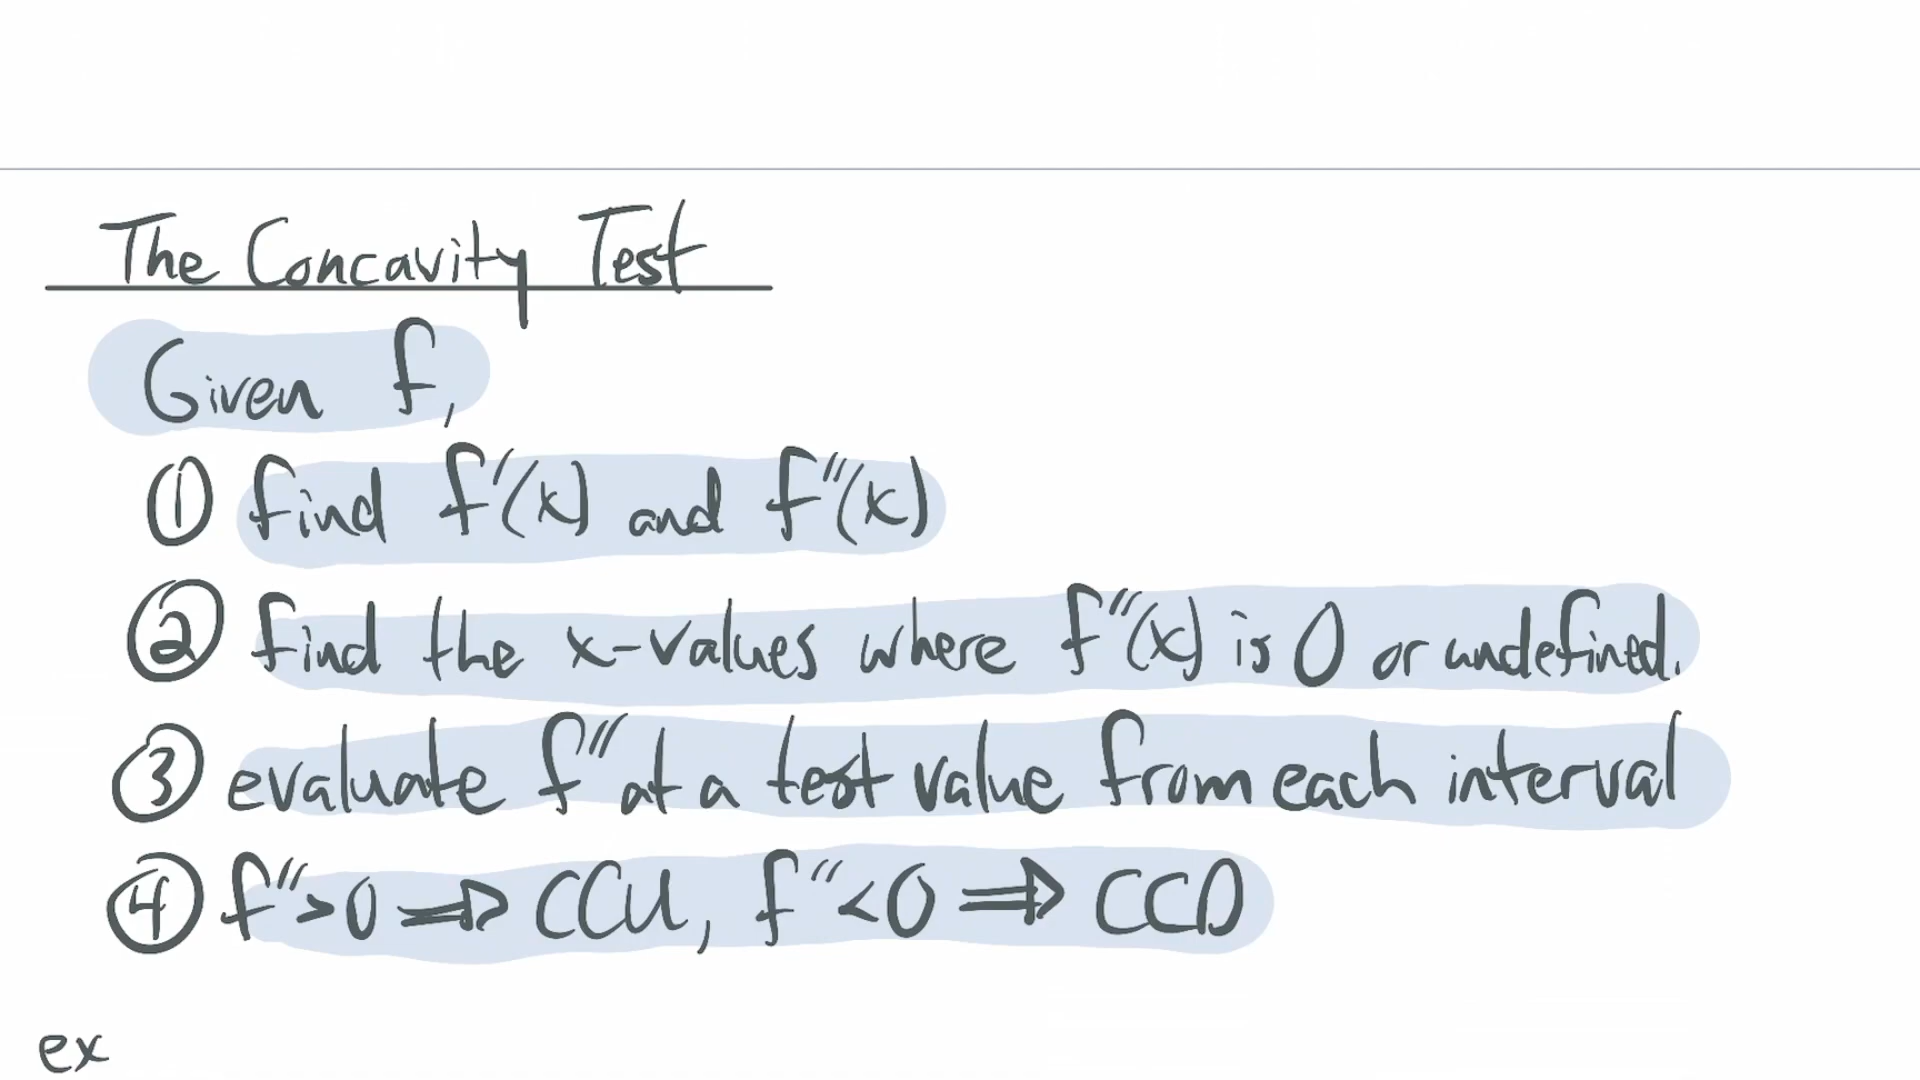 The Concavity Test
Given f,
① find f'(x) and f''(x)
② find the x-values where f''(x) is 0 or undefined.
③ evaluate f'' at a test value from each interval
④ f''>0 ⇒ CCU, f''<0 ⇒ CCD
ex